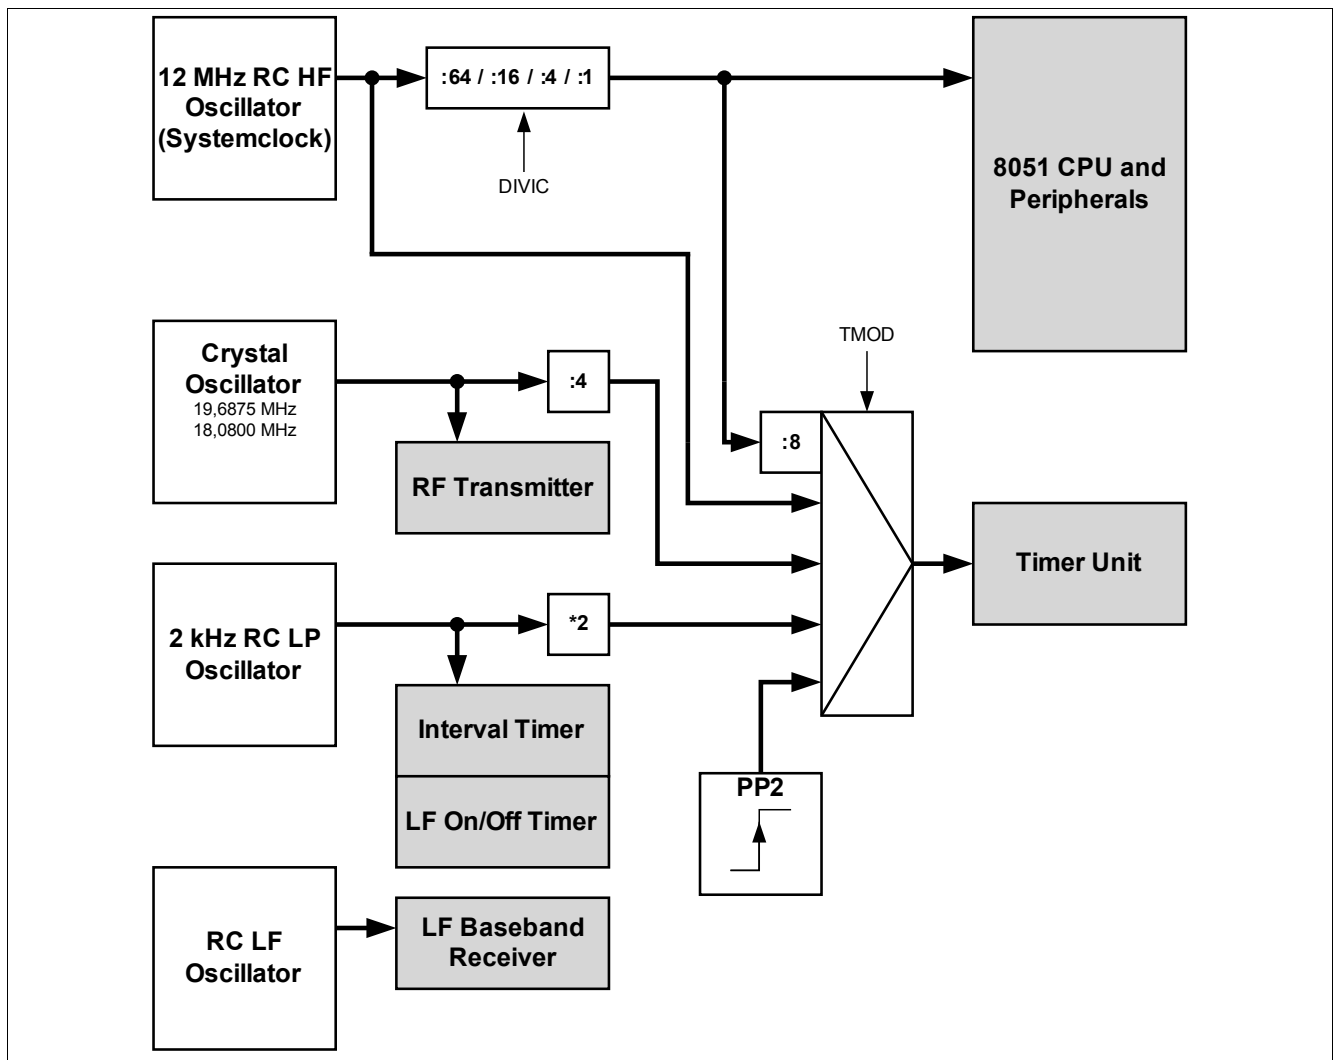 12 MHz RC HF
Oscillator
(Systemclock)
:64 / :16 / :4 / :1
DIVIC
8051 CPU and
Peripherals
Crystal
Oscillator
19,6875 MHz
18,0800 MHz
:4
RF Transmitter
TMOD
:8
Timer Unit
2 kHz RC LP
Oscillator
*2
Interval Timer
LF On/Off Timer
PP2
RC LF
Oscillator
LF Baseband
Receiver